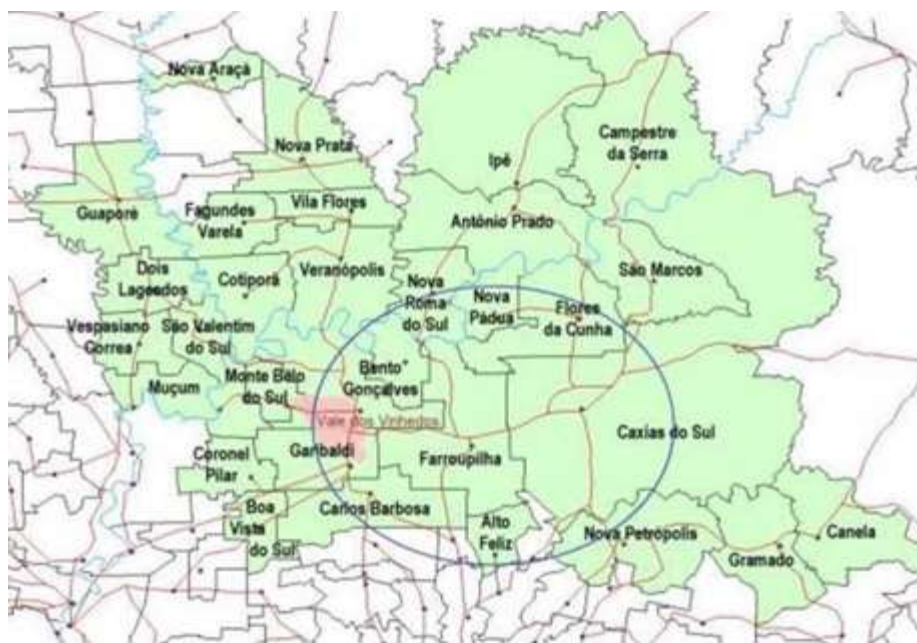 Nova Araçá
Nova Prata
Ipê
Campestre
da Serra
Guaporé
Fagundes
Varela
Vila Flores
Antônio Prado
Dois
Lageados
Cotiporã
Veranópolis
Nova
Roma
do Sul
Nova
Pádua
Flores
da Cunha
São Marcos
Vespasiano
Correa
São Valentim
do Sul
Muçum
Monte Belo
do Sul
Bento
Gonçalves
Vale dos Vinhedos
Caxias do Sul
Coronel
Pilar
Garibaldi
Farroupilha
Boa
Vista
do Sul
Carlos Barbosa
Alto
Feliz
Nova Petrópolis
Gramado
Canela